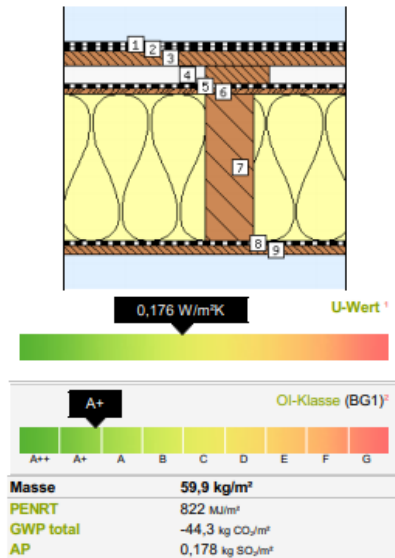 1
2
3
4
5
6
7
8
9
0,176 W/m²K
U-Wert ¹
A+
OI-Klasse (BG1)²
A++ A+ A B C D E F G
Masse 59,9 kg/m²
PENRT 822 MJ/m²
GWP total -44,3 kg CO₂/m²
AP 0,178 kg SO₂/m²